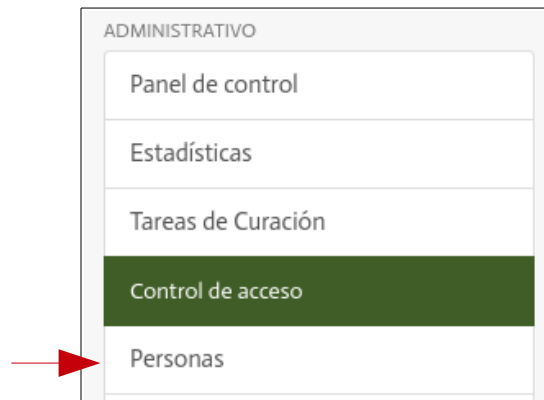 ADMINISTRATIVO
Panel de control
Estadísticas
Tareas de Curación
Control de acceso
Personas